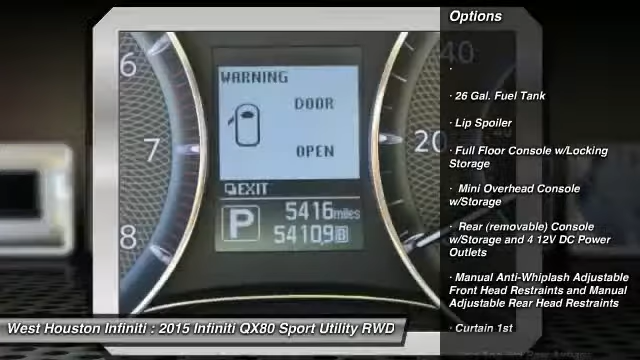 Options
.
· 26 Gal. Fuel Tank
· Lip Spoiler
· Full Floor Console w/Locking
Storage
· Mini Overhead Console
w/Storage
· Rear (removable) Console
w/Storage and 4 12V DC Power
Outlets
· Manual Anti-Whiplash Adjustable
Front Head Restraints and Manual
Adjustable Rear Head Restraints
· Curtain 1st
6
7
8
WARNING
DOOR
OPEN
EXIT
P
5416 miles
5410.9 B
40
20
West Houston Infiniti : 2015 Infiniti QX80 Sport Utility RWD